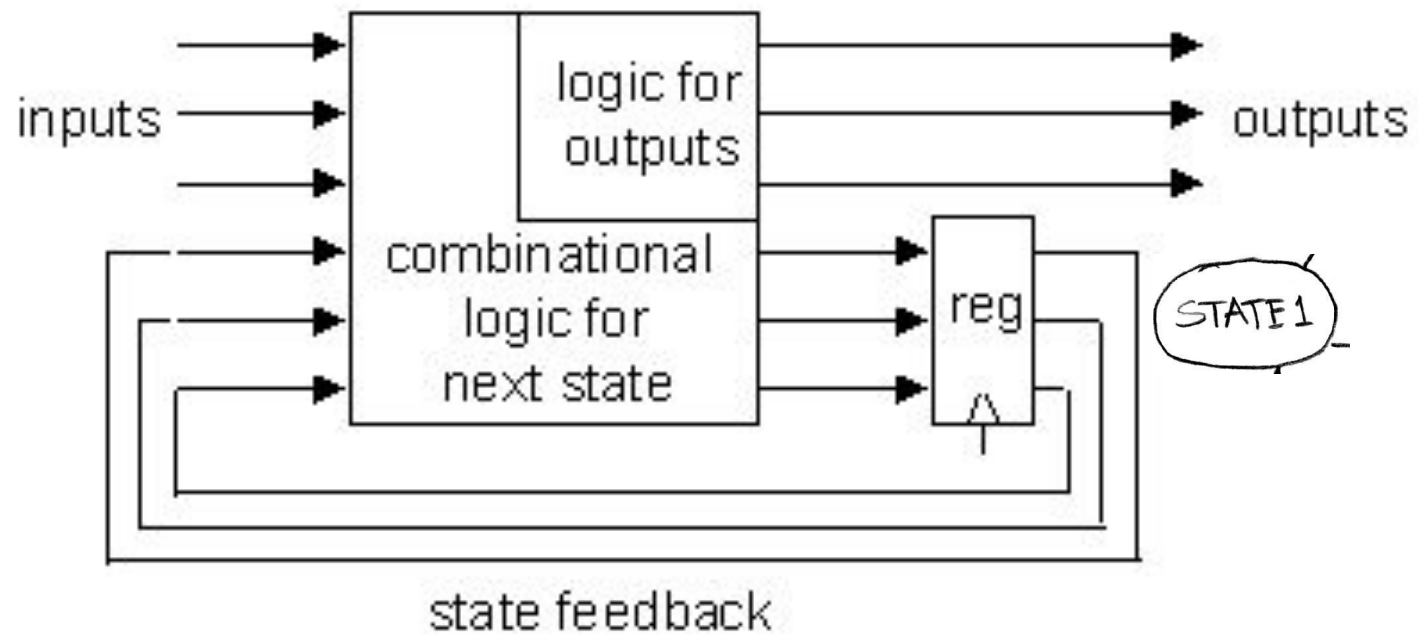 inputs
logic for
outputs
outputs
combinational
logic for
next state
reg
STATE 1
state feedback